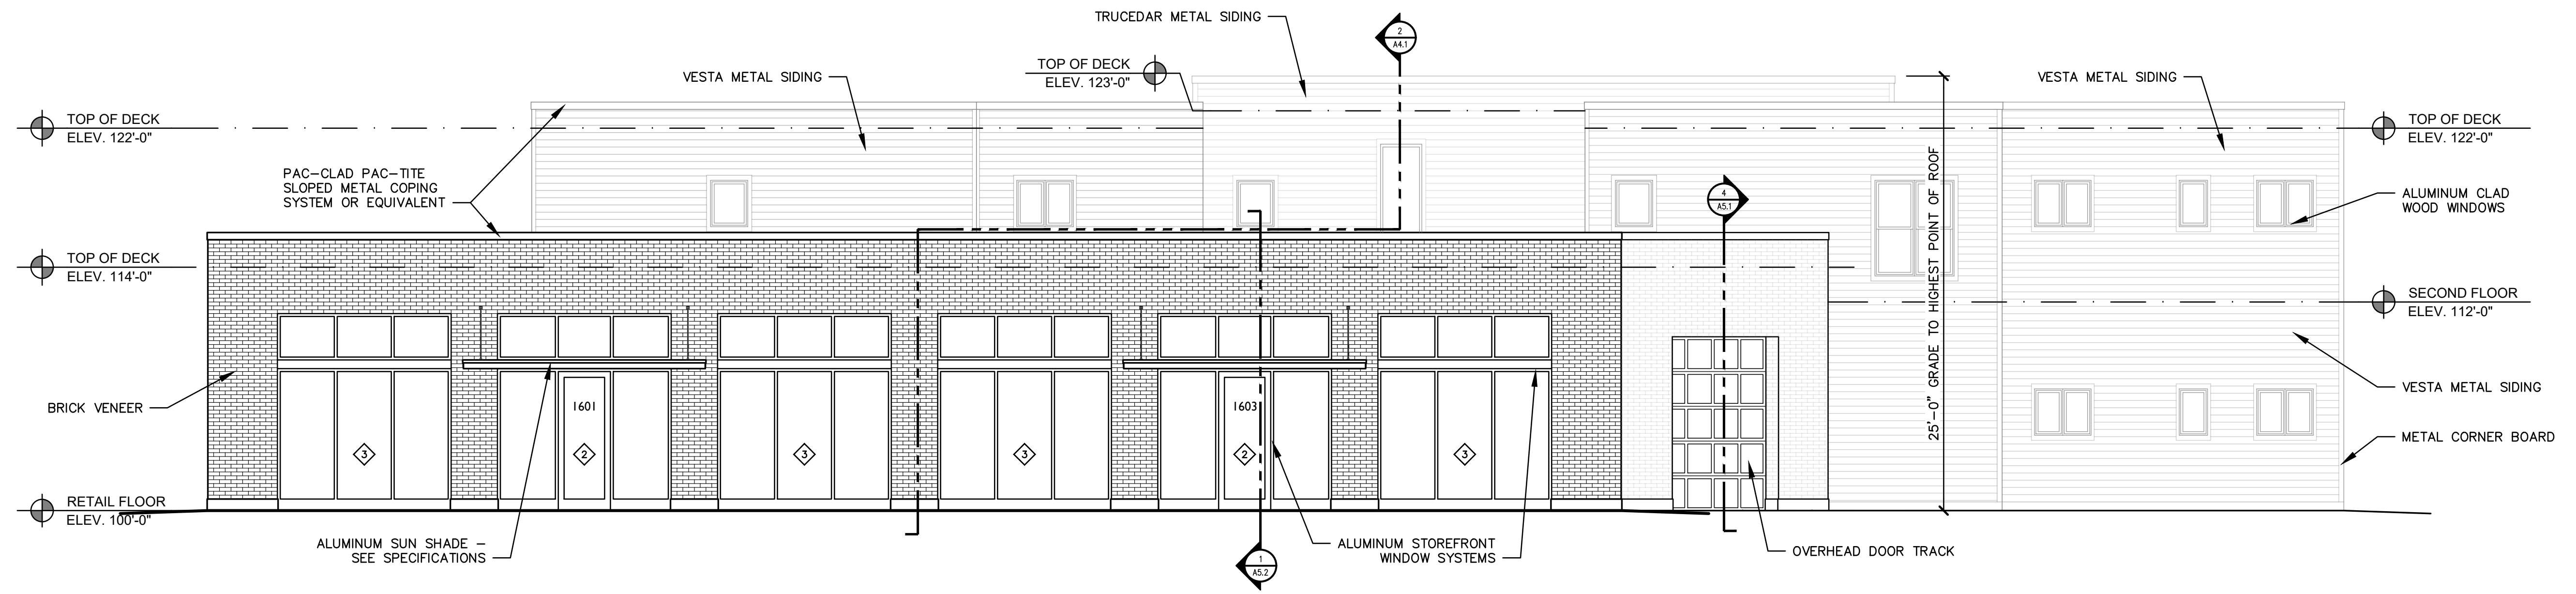 TRUCEDAR METAL SIDING
2
A4.1
TOP OF DECK
ELEV. 123'-0"
VESTA METAL SIDING
VESTA METAL SIDING
TOP OF DECK
ELEV. 122'-0"
TOP OF DECK
ELEV. 122'-0"
PAC-CLAD PAC-TITE
SLOPED METAL COPING
SYSTEM OR EQUIVALENT
4
A5.1
25'-0" GRADE TO HIGHEST POINT OF ROOF
ALUMINUM CLAD
WOOD WINDOWS
TOP OF DECK
ELEV. 114'-0"
SECOND FLOOR
ELEV. 112'-0"
BRICK VENEER
1601
1603
VESTA METAL SIDING
3
2
3
3
2
3
METAL CORNER BOARD
RETAIL FLOOR
ELEV. 100'-0"
ALUMINUM SUN SHADE -
SEE SPECIFICATIONS
1
A5.2
ALUMINUM STOREFRONT
WINDOW SYSTEMS
OVERHEAD DOOR TRACK